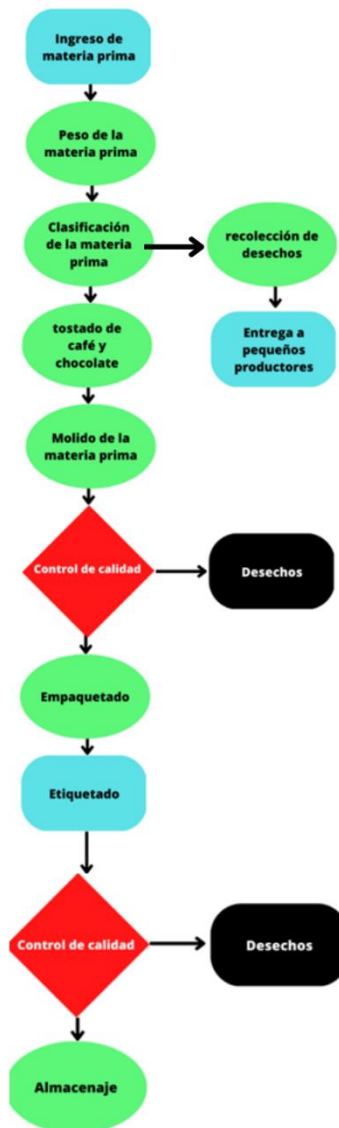 Ingreso de
materia prima
Peso de la
materia prima
Clasificación
de la materia
prima
recolección de
desechos
tostado de
café y
chocolate
Entrega a
pequeños
productores
Molido de la
materia prima
Control de calidad
Desechos
Empaquetado
Etiquetado
Control de calidad
Desechos
Almacenaje